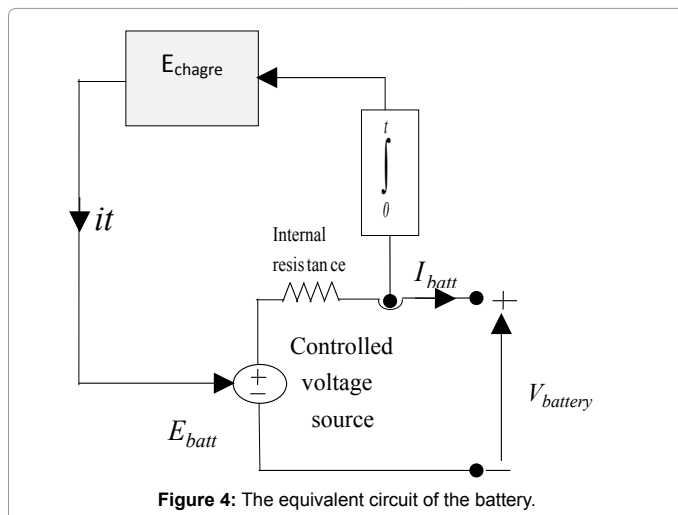 E_chagre
t
∫
0
it
Internal
resis tan ce
I_batt
+
Controlled
voltage
source
+
−
E_batt
V_battery
−
Figure 4: The equivalent circuit of the battery.